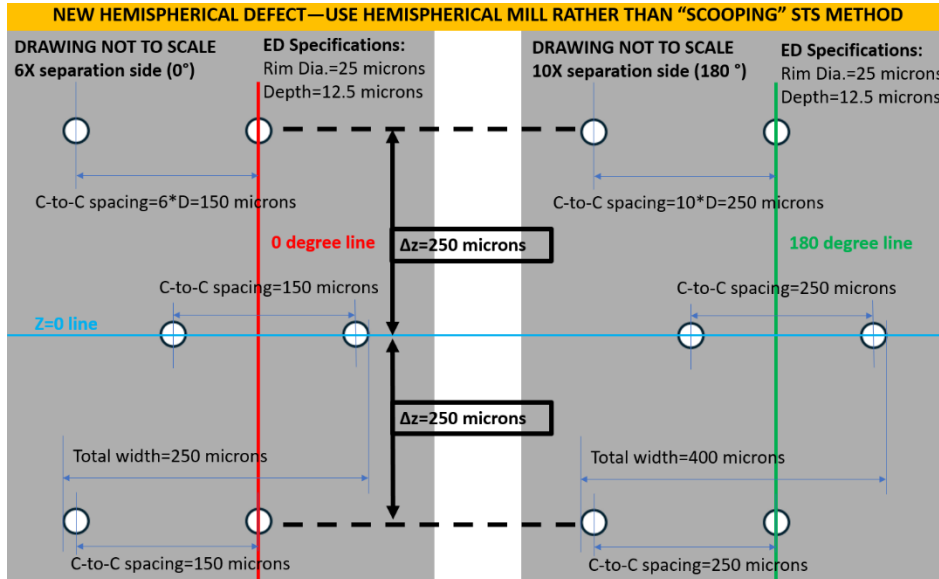 NEW HEMISPHERICAL DEFECT—USE HEMISPHERICAL MILL RATHER THAN “SCOOPING” STS METHOD
DRAWING NOT TO SCALE
6X separation side (0°)
ED Specifications:
Rim Dia.=25 microns
Depth=12.5 microns
DRAWING NOT TO SCALE
10X separation side (180 °)
ED Specifications:
Rim Dia.=25 microns
Depth=12.5 microns
C-to-C spacing=6*D=150 microns
C-to-C spacing=10*D=250 microns
0 degree line
Δz=250 microns
180 degree line
C-to-C spacing=150 microns
C-to-C spacing=250 microns
Z=0 line
Δz=250 microns
Total width=250 microns
Total width=400 microns
C-to-C spacing=150 microns
C-to-C spacing=250 microns